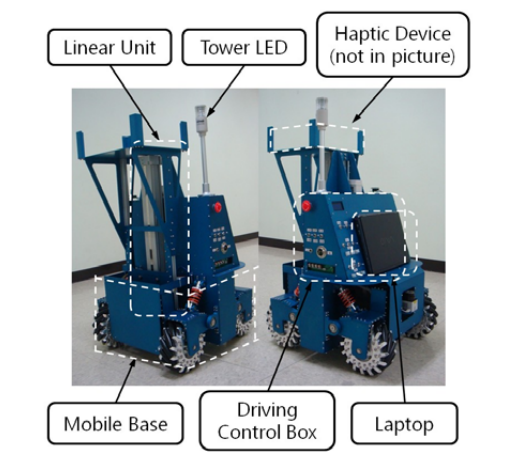 Linear Unit
Tower LED
Haptic Device
(not in picture)
Mobile Base
Driving
Control Box
Laptop